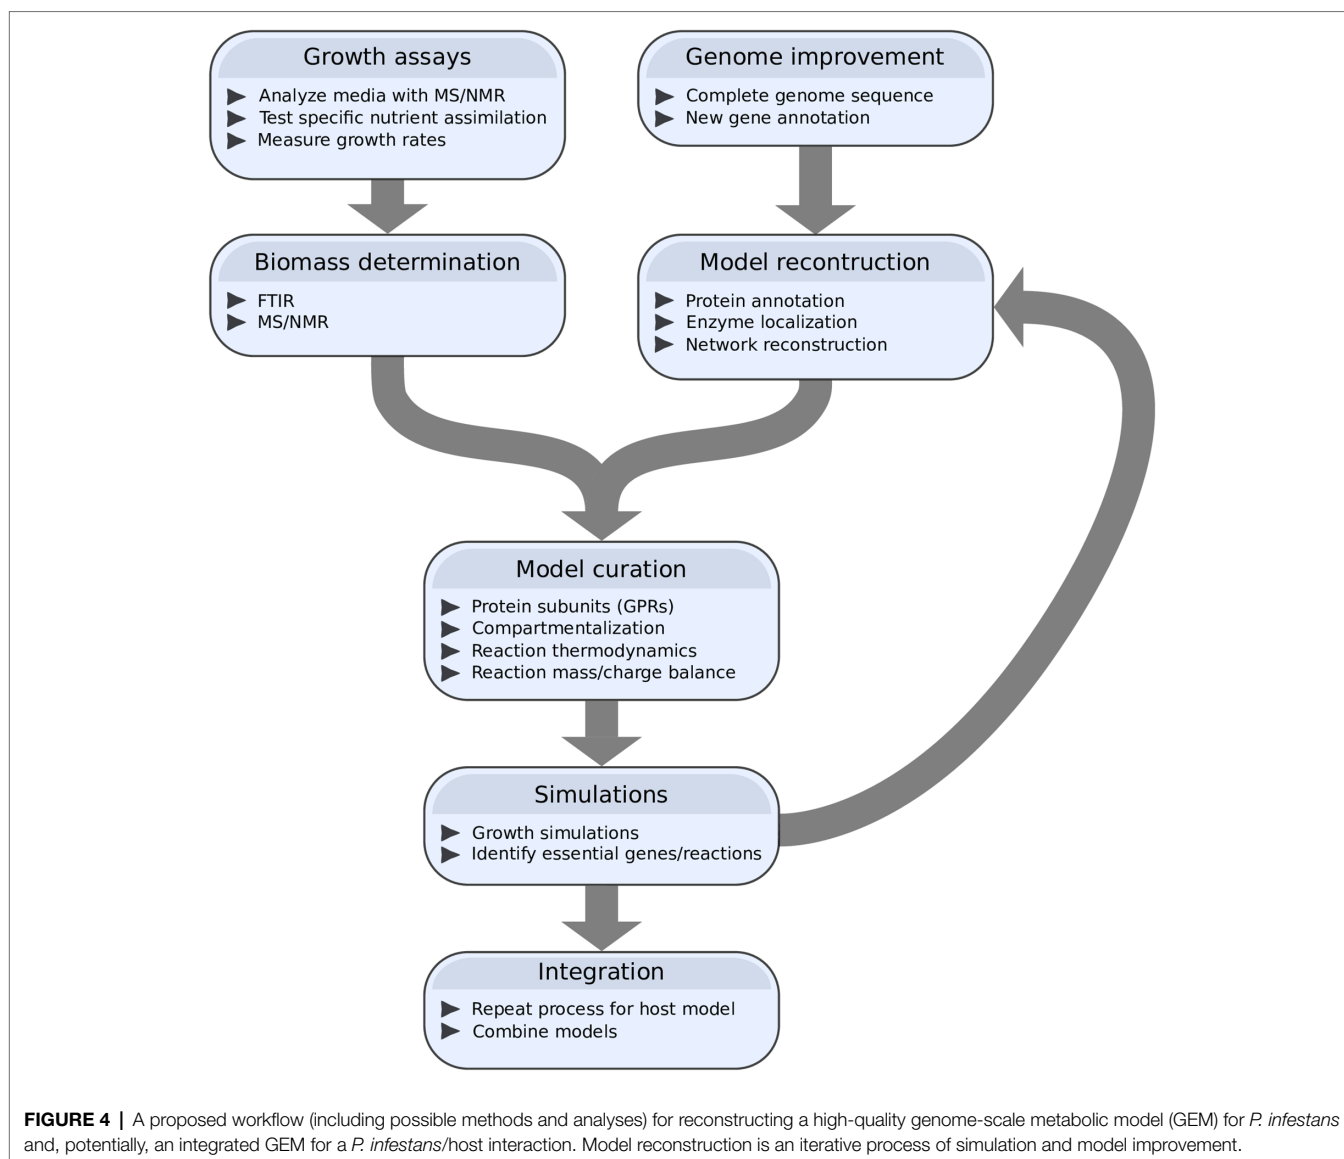 Growth assays
Analyze media with MS/NMR
Test specific nutrient assimilation
Measure growth rates
Genome improvement
Complete genome sequence
New gene annotation
Biomass determination
FTIR
MS/NMR
Model recontruction
Protein annotation
Enzyme localization
Network reconstruction
Model curation
Protein subunits (GPRs)
Compartmentalization
Reaction thermodynamics
Reaction mass/charge balance
Simulations
Growth simulations
Identify essential genes/reactions
Integration
Repeat process for host model
Combine models
FIGURE 4 | A proposed workflow (including possible methods and analyses) for reconstructing a high-quality genome-scale metabolic model (GEM) for P. infestans
and, potentially, an integrated GEM for a P. infestans/host interaction. Model reconstruction is an iterative process of simulation and model improvement.